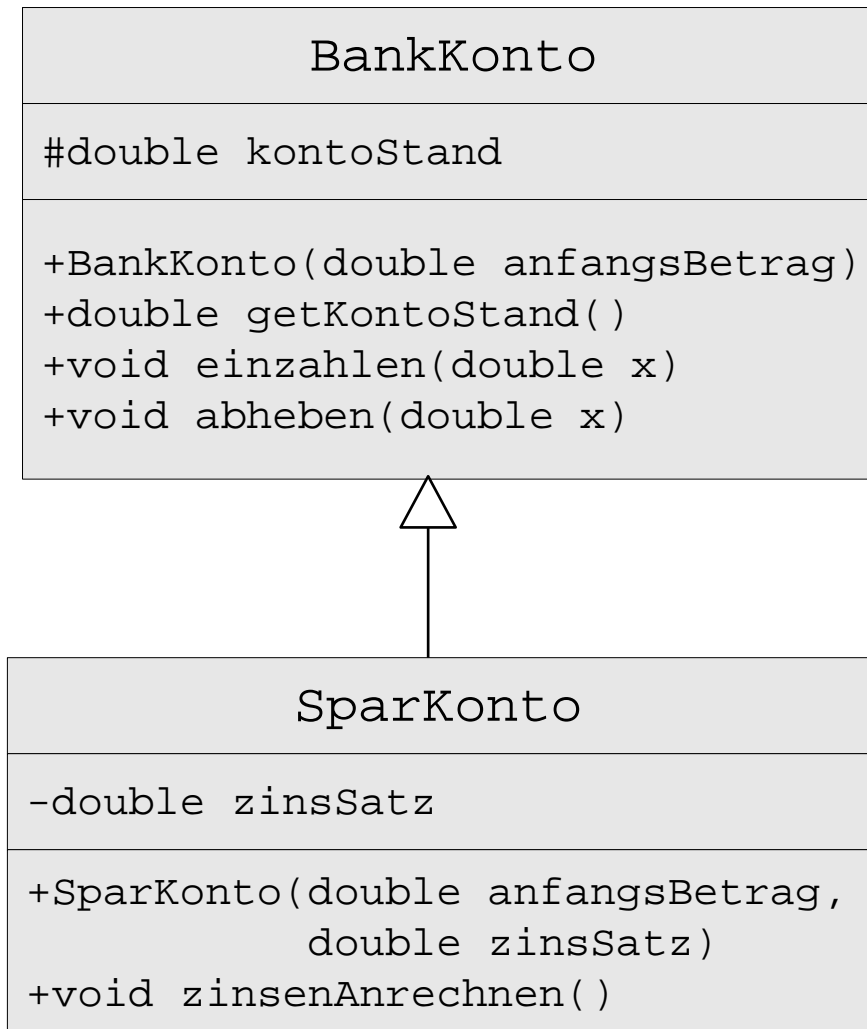 BankKonto
#double kontoStand
+BankKonto(double anfangsBetrag)
+double getKontoStand()
+void einzahlen(double x)
+void abheben(double x)
SparKonto
-double zinsSatz
+SparKonto(double anfangsBetrag,
double zinsSatz)
+void zinsenAnrechnen()